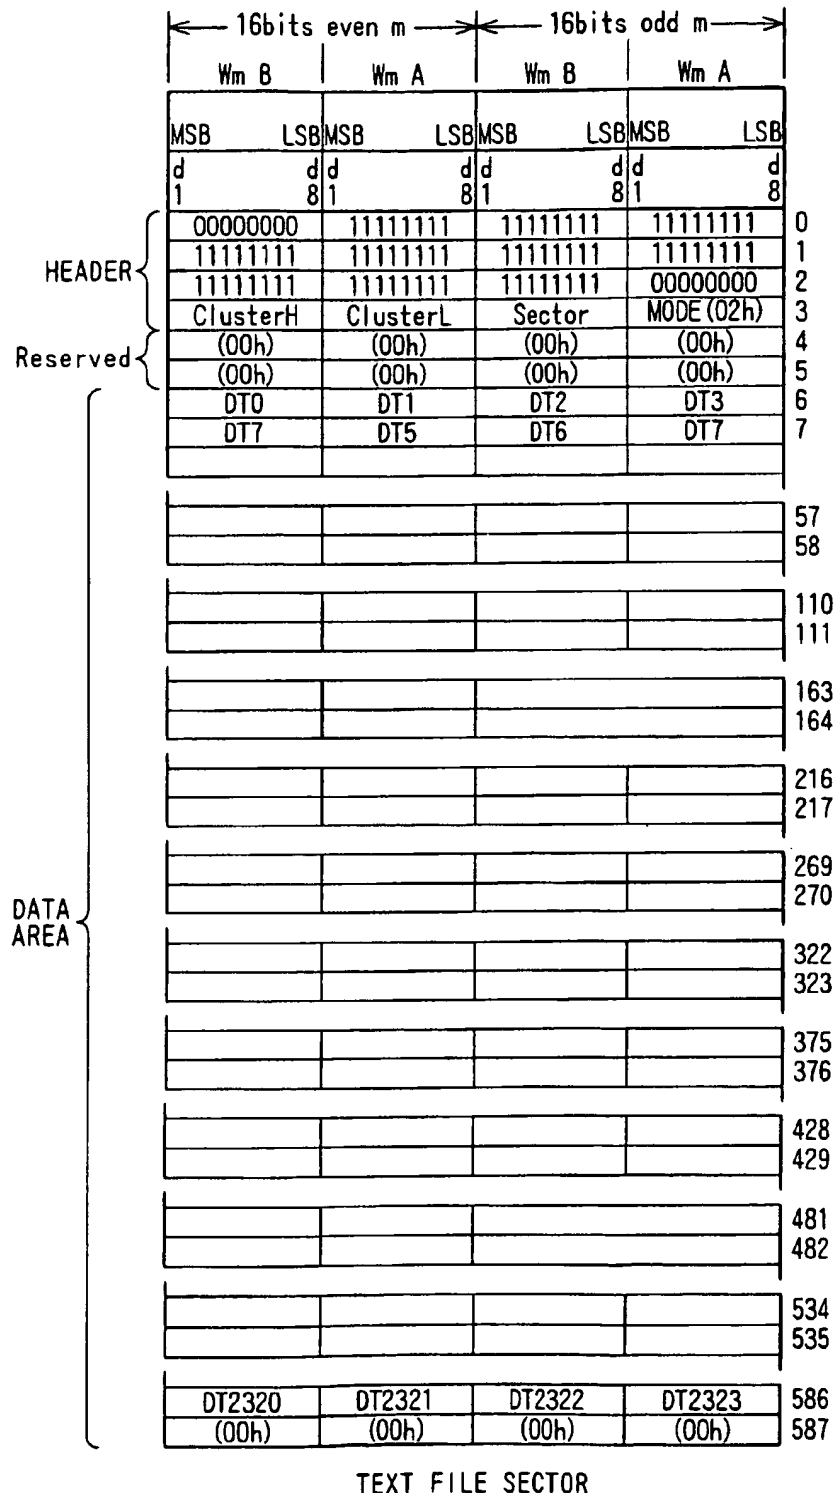 16bits even m 16bits odd m
Wm B Wm A Wm B Wm A
MSB LSB MSB LSB MSB LSB MSB LSB
d d d d d d d d
1 8 1 8 1 8 1 8
00000000 11111111 11111111 11111111 0
11111111 11111111 11111111 11111111 1
HEADER
11111111 11111111 11111111 00000000 2
ClusterH ClusterL Sector MODE(02h) 3
Reserved
(00h) (00h) (00h) (00h) 4
(00h) (00h) (00h) (00h) 5
DT0 DT1 DT2 DT3 6
DT7 DT5 DT6 DT7 7
57
58
110
111
163
164
216
217
269
270
DATA
AREA
322
323
375
376
428
429
481
482
534
535
DT2320 DT2321 DT2322 DT2323 586
(00h) (00h) (00h) (00h) 587
TEXT FILE SECTOR